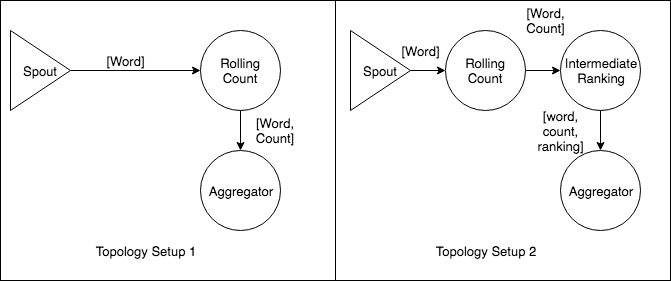 Spout
[Word]
Rolling
Count
[Word,
Count]
Aggregator
Topology Setup 1
Spout
[Word]
Rolling
Count
[Word,
Count]
Intermediate
Ranking
[word,
count,
ranking]
Aggregator
Topology Setup 2